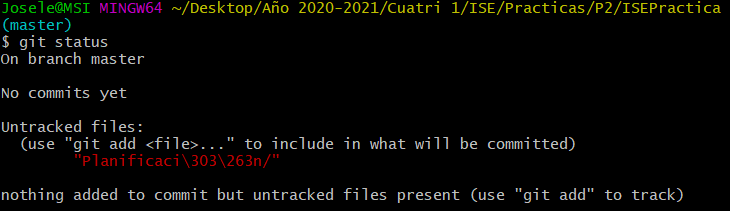 Josele@MSI MINGW64 ~/Desktop/Año 2020-2021/Cuatri 1/ISE/Practicas/P2/ISEPractica
(master)
$ git status
On branch master
No commits yet
Untracked files:
(use "git add <file>..." to include in what will be committed)
"Planificaci\303\263n/"
nothing added to commit but untracked files present (use "git add" to track)